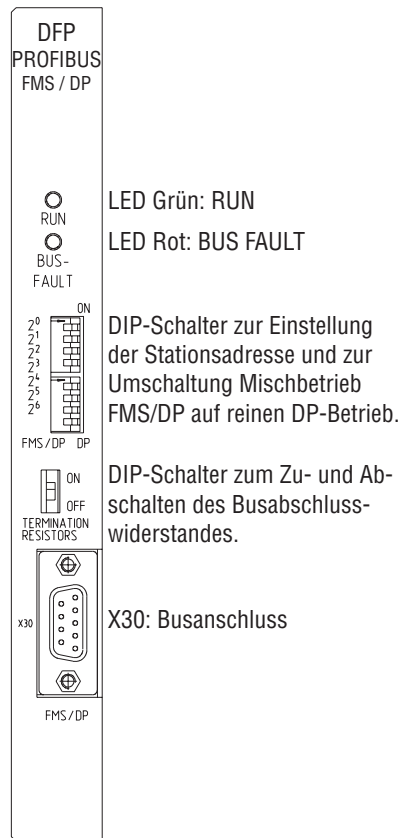 DFP
PROFIBUS
FMS / DP
RUN
LED Grün: RUN
BUS-
FAULT
LED Rot: BUS FAULT
ON
2⁰
2¹
2²
2³
2⁴
2⁵
2⁶
FMS/DP DP
DIP-Schalter zur Einstellung
der Stationsadresse und zur
Umschaltung Mischbetrieb
FMS/DP auf reinen DP-Betrieb.
ON
OFF
TERMINATION
RESISTORS
DIP-Schalter zum Zu- und Ab-
schalten des Busabschluss-
widerstandes.
X30
X30: Busanschluss
FMS/DP